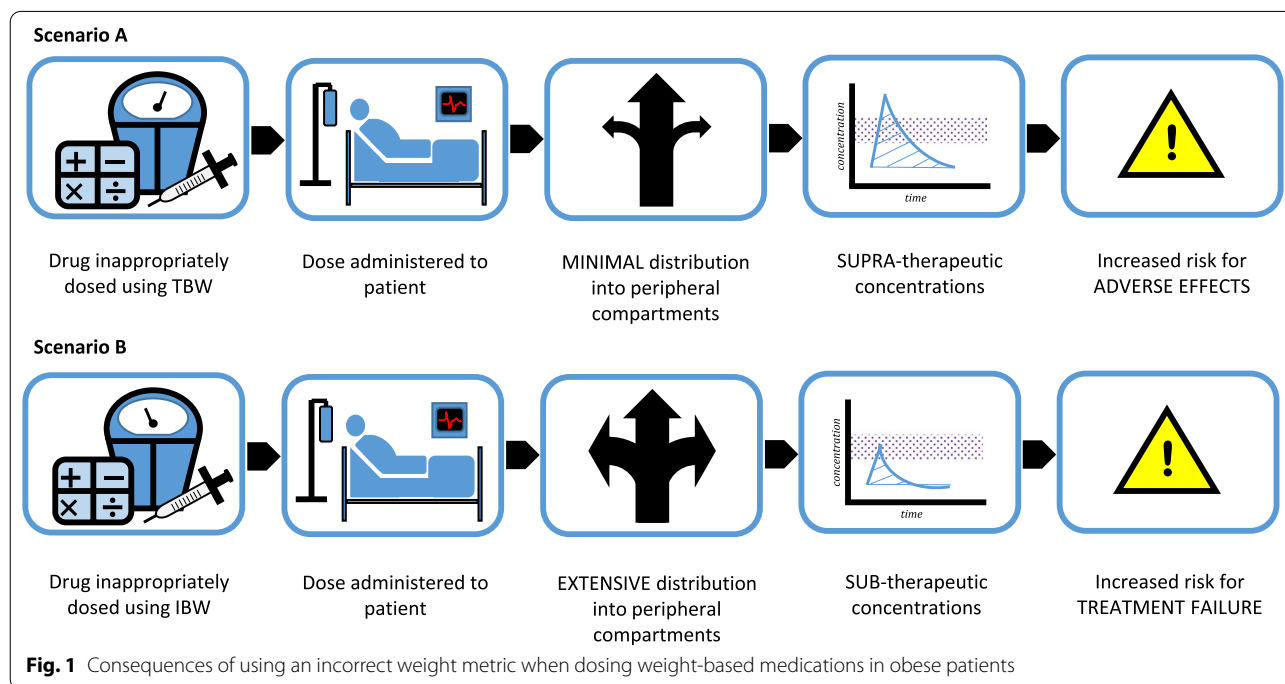 Scenario A
concentration
time
Drug inappropriately
dosed using TBW
Dose administered to
patient
MINIMAL distribution
into peripheral
compartments
SUPRA-therapeutic
concentrations
Increased risk for
ADVERSE EFFECTS
Scenario B
concentration
time
Drug inappropriately
dosed using IBW
Dose administered to
patient
EXTENSIVE distribution
into peripheral
compartments
SUB-therapeutic
concentrations
Increased risk for
TREATMENT FAILURE
Fig. 1 Consequences of using an incorrect weight metric when dosing weight-based medications in obese patients